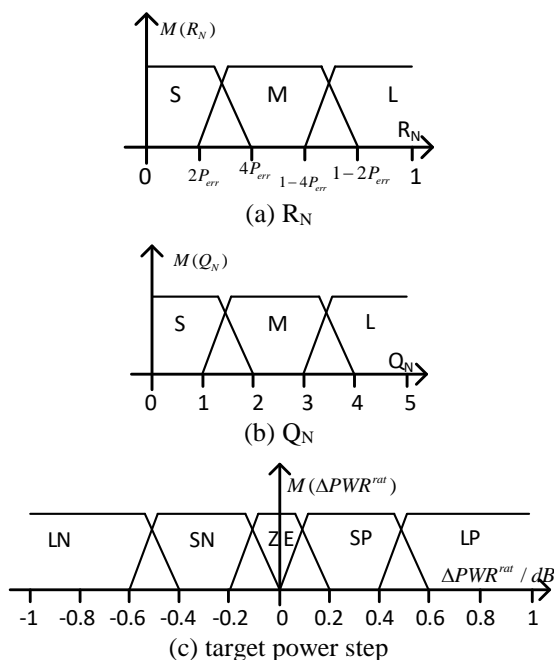 M(R_N)
S M L
R_N
0 2P_err 4P_err 1−4P_err 1−2P_err 1
(a) R_N
M(Q_N)
S M L
Q_N
0 1 2 3 4 5
(b) Q_N
M(ΔPWR^rat)
LN SN ZE SP LP
ΔPWR^rat / dB
-1 -0.8 -0.6 -0.4 -0.2 0 0.2 0.4 0.6 0.8 1
(c) target power step